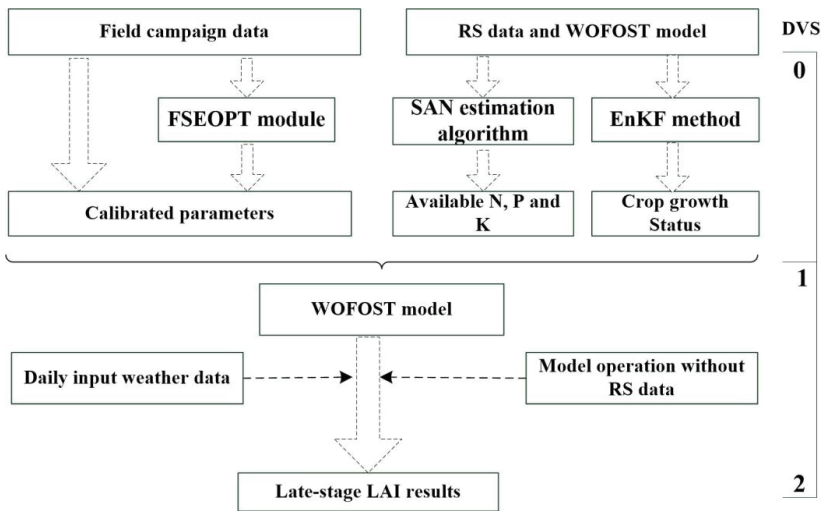 Field campaign data
RS data and WOFOST model
DVS
0
FSEOPT module
SAN estimation
algorithm
EnKF method
Calibrated parameters
Available N, P and
K
Crop growth
Status
1
WOFOST model
Daily input weather data
Model operation without
RS data
Late-stage LAI results
2